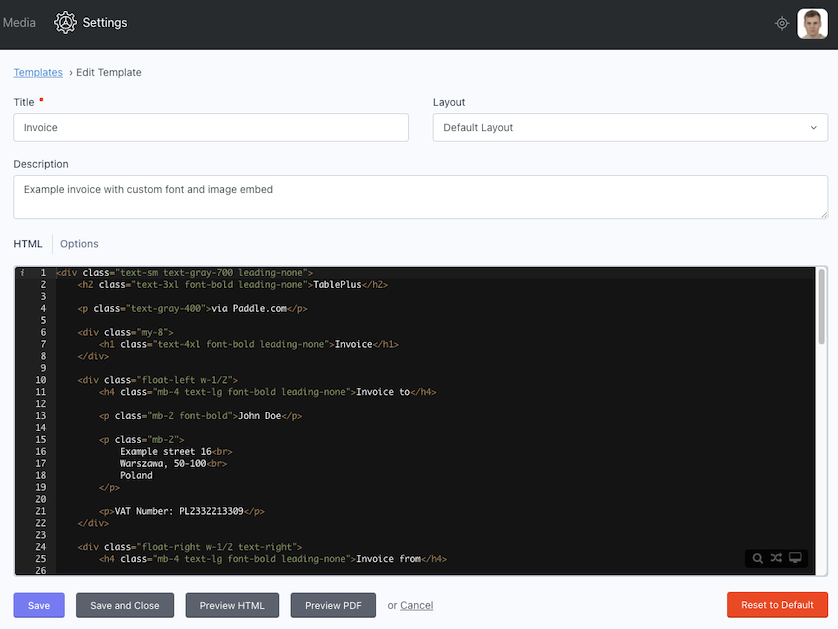 Media Settings
Templates › Edit Template
Title Layout
Invoice Default Layout
Description
Example invoice with custom font and image embed
HTML Options
i 1 <div class="text-sm text-gray-700 leading-none">
2 <h2 class="text-3xl font-bold leading-none">TablePlus</h2>
3
4 <p class="text-gray-400">via Paddle.com</p>
5
6 <div class="my-8">
7 <h1 class="text-4xl font-bold leading-none">Invoice</h1>
8 </div>
9
10 <div class="float-left w-1/2">
11 <h4 class="mb-4 text-lg font-bold leading-none">Invoice to</h4>
12
13 <p class="mb-2 font-bold">John Doe</p>
14
15 <p class="mb-2">
16 Example street 16<br>
17 Warszawa, 50-100<br>
18 Poland
19 </p>
20
21 <p>VAT Number: PL2332213309</p>
22 </div>
23
24 <div class="float-right w-1/2 text-right">
25 <h4 class="mb-4 text-lg font-bold leading-none">Invoice from</h4>
26
Save Save and Close Preview HTML Preview PDF or Cancel Reset to Default